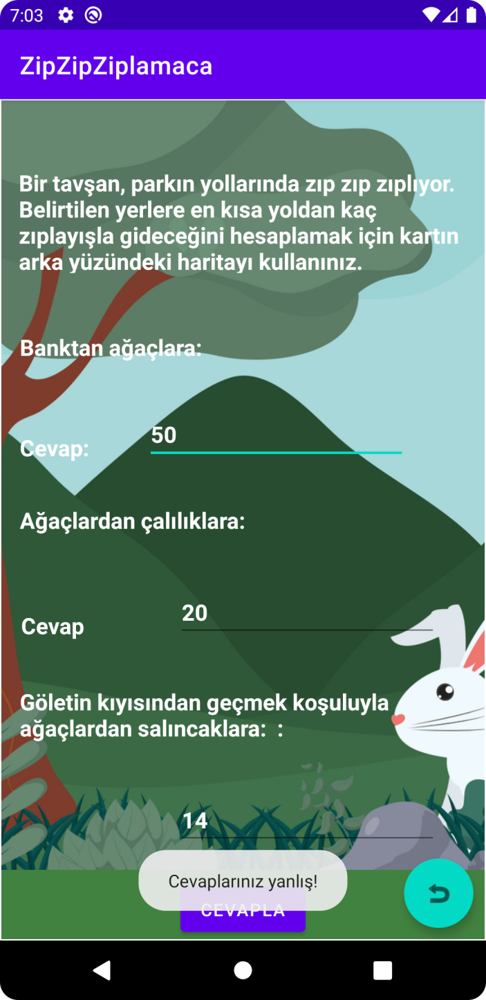 7:03
ZipZipZiplamaca
Bir tavşan, parkın yollarında zıp zıp zıplıyor.
Belirtilen yerlere en kısa yoldan kaç
zıplayışla gideceğini hesaplamak için kartın
arka yüzündeki haritayı kullanınız.
Banktan ağaçlara:
Cevap:
50
Ağaçlardan çalılıklara:
Cevap
20
Göletin kıyısından geçmek koşuluyla
ağaçlardan salıncaklara:  :
14
Cevaplarınız yanlış!
CEVAPLA